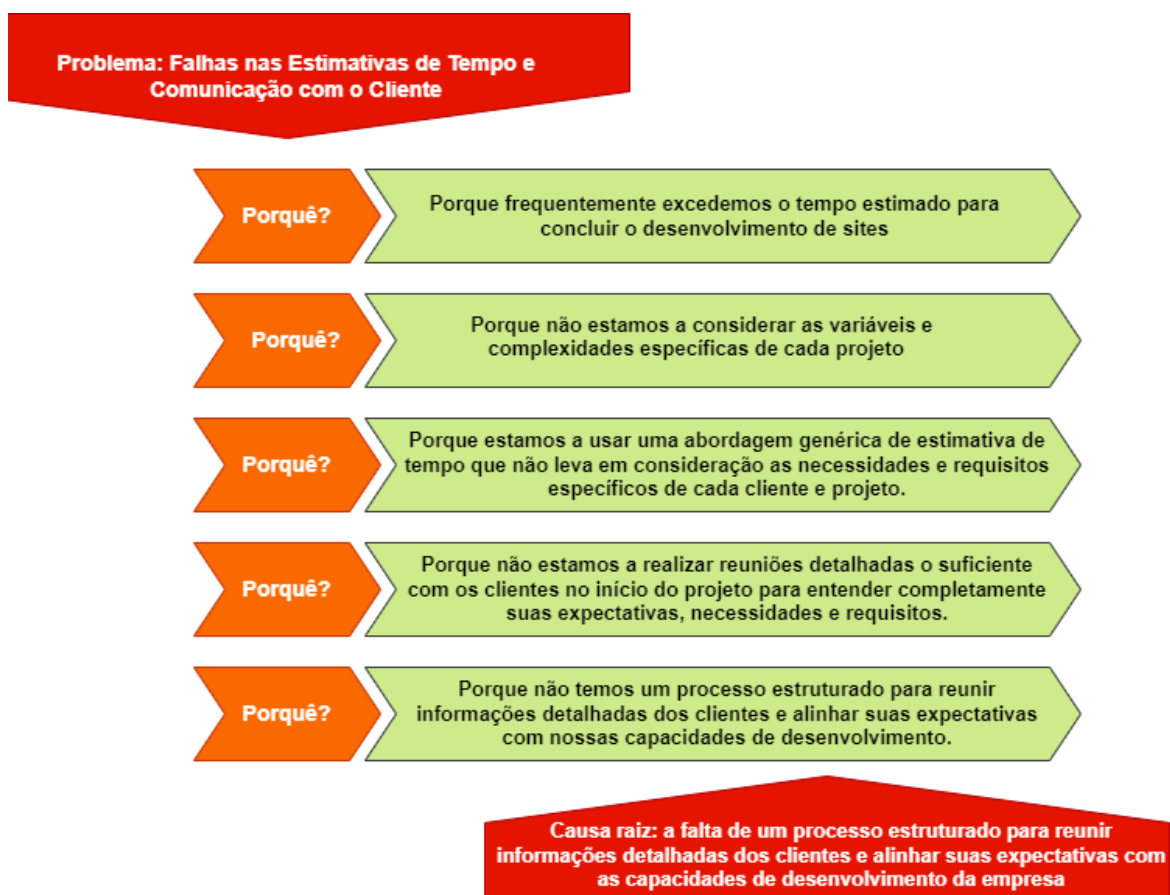 Problema: Falhas nas Estimativas de Tempo e
Comunicação com o Cliente
Porquê?
Porque frequentemente excedemos o tempo estimado para
concluir o desenvolvimento de sites
Porquê?
Porque não estamos a considerar as variáveis e
complexidades específicas de cada projeto
Porquê?
Porque estamos a usar uma abordagem genérica de estimativa de
tempo que não leva em consideração as necessidades e requisitos
específicos de cada cliente e projeto.
Porquê?
Porque não estamos a realizar reuniões detalhadas o suficiente
com os clientes no início do projeto para entender completamente
suas expectativas, necessidades e requisitos.
Porquê?
Porque não temos um processo estruturado para reunir
informações detalhadas dos clientes e alinhar suas expectativas
com nossas capacidades de desenvolvimento.
Causa raiz: a falta de um processo estruturado para reunir
informações detalhadas dos clientes e alinhar suas expectativas com
as capacidades de desenvolvimento da empresa